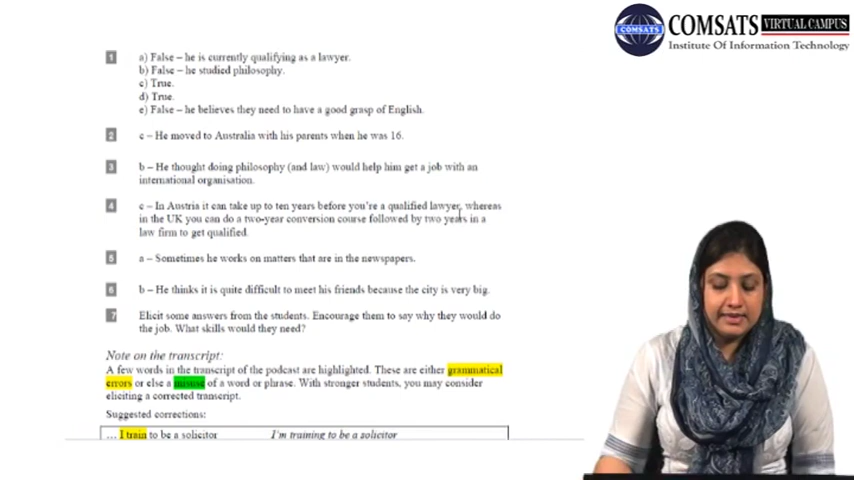 COMSATS VIRTUAL CAMPUS
Institute Of Information Technology
1 a) False – he is currently qualifying as a lawyer.
b) False – he studied philosophy.
c) True.
d) True.
e) False – he believes they need to have a good grasp of English.
2 c – He moved to Australia with his parents when he was 16.
3 b – He thought doing philosophy (and law) would help him get a job with an
international organisation.
4 c – In Austria it can take up to ten years before you're a qualified lawyer, whereas
in the UK you can do a two-year conversion course followed by two years in a
law firm to get qualified.
5 a – Sometimes he works on matters that are in the newspapers.
6 b – He thinks it is quite difficult to meet his friends because the city is very big.
7 Elicit some answers from the students. Encourage them to say why they would do
the job. What skills would they need?
Note on the transcript:
A few words in the transcript of the podcast are highlighted. These are either grammatical
errors or else a misuse of a word or phrase. With stronger students, you may consider
eliciting a corrected transcript.
Suggested corrections:
... I train to be a solicitor I'm training to be a solicitor